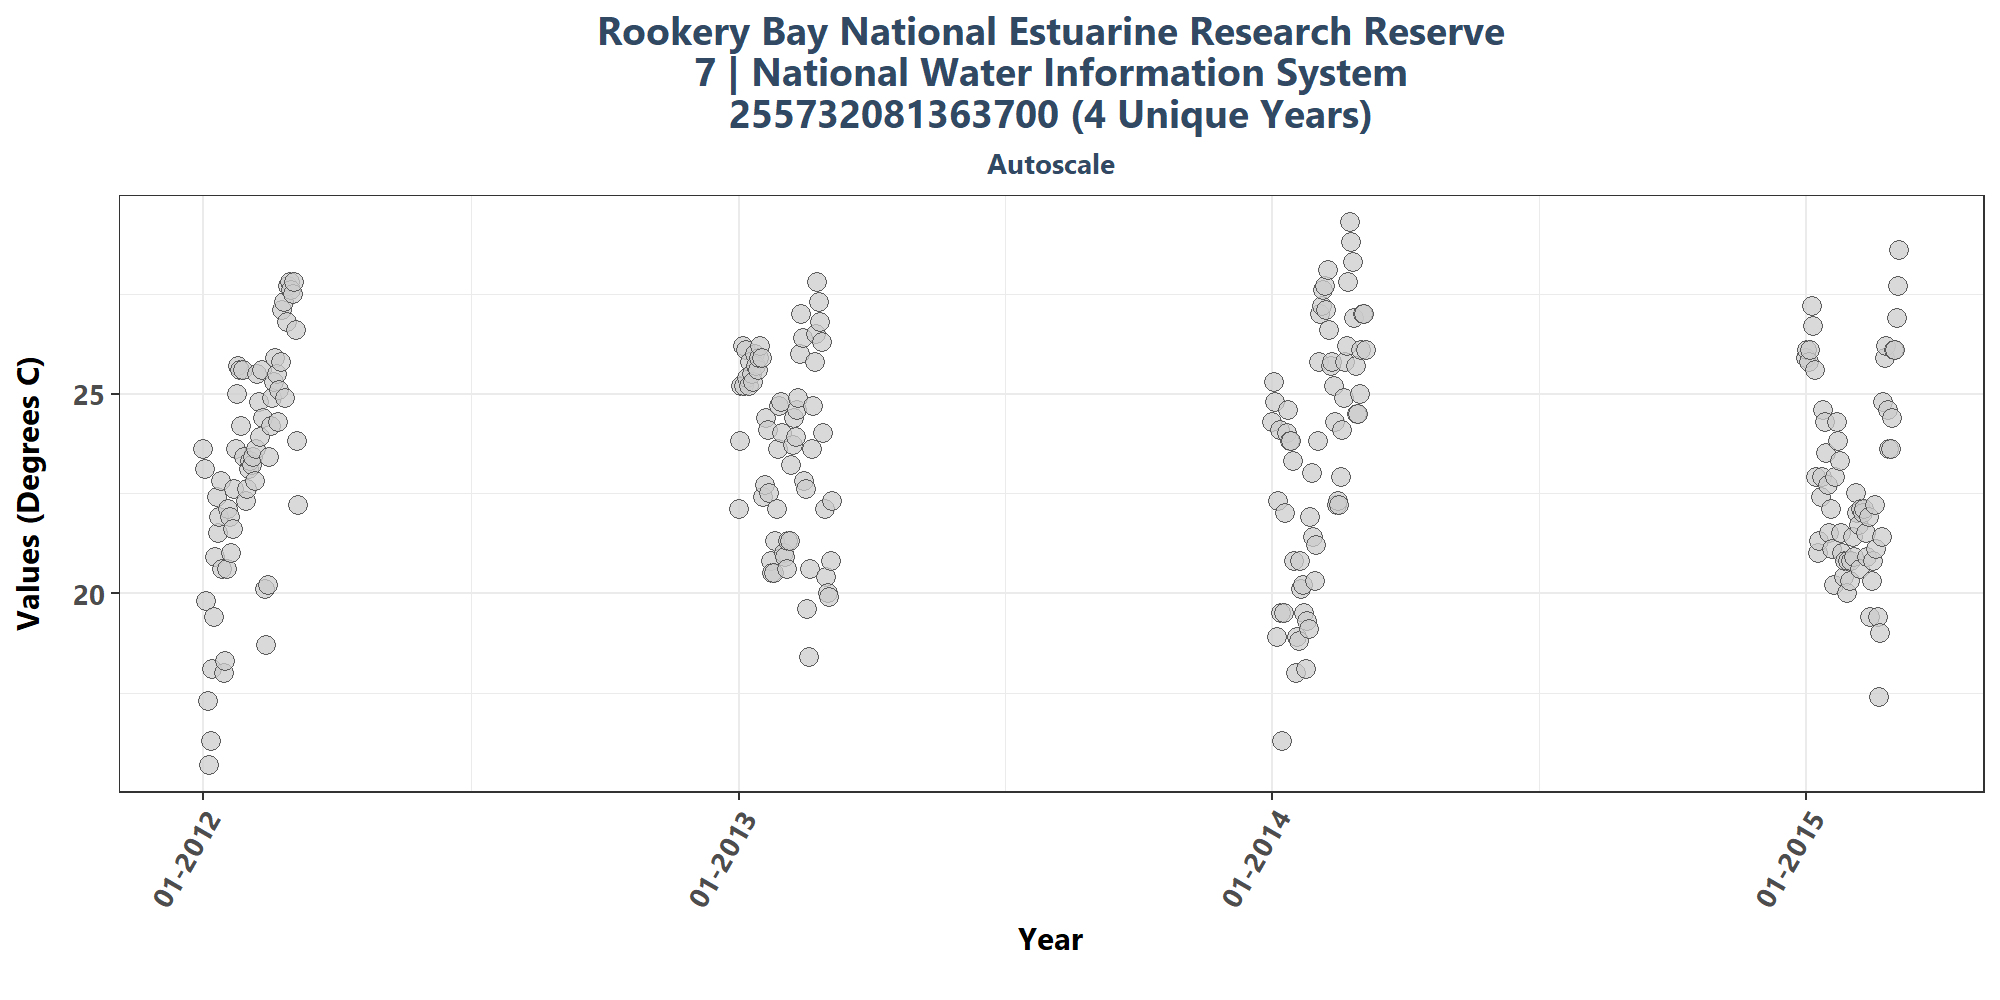 Rookery Bay National Estuarine Research Reserve
7 | National Water Information System
255732081363700 (4 Unique Years)
Autoscale
Values (Degrees C)
25
20
01-2012
01-2013
01-2014
01-2015
Year